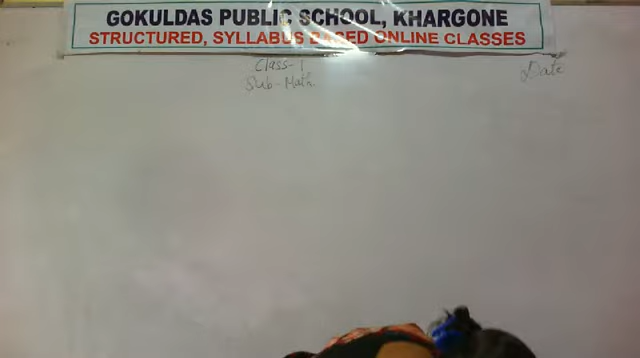 GOKULDAS PUBLIC SCHOOL, KHARGONE
STRUCTURED, SYLLABUS BASED ONLINE CLASSES
Class-1
Date
Sub-Math.